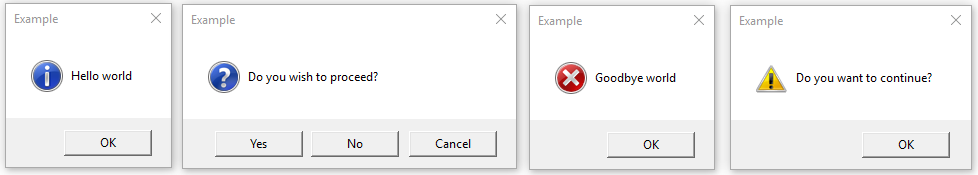 Example
Hello world
OK
Example
Do you wish to proceed?
Yes No Cancel
Example
Goodbye world
OK
Example
Do you want to continue?
OK